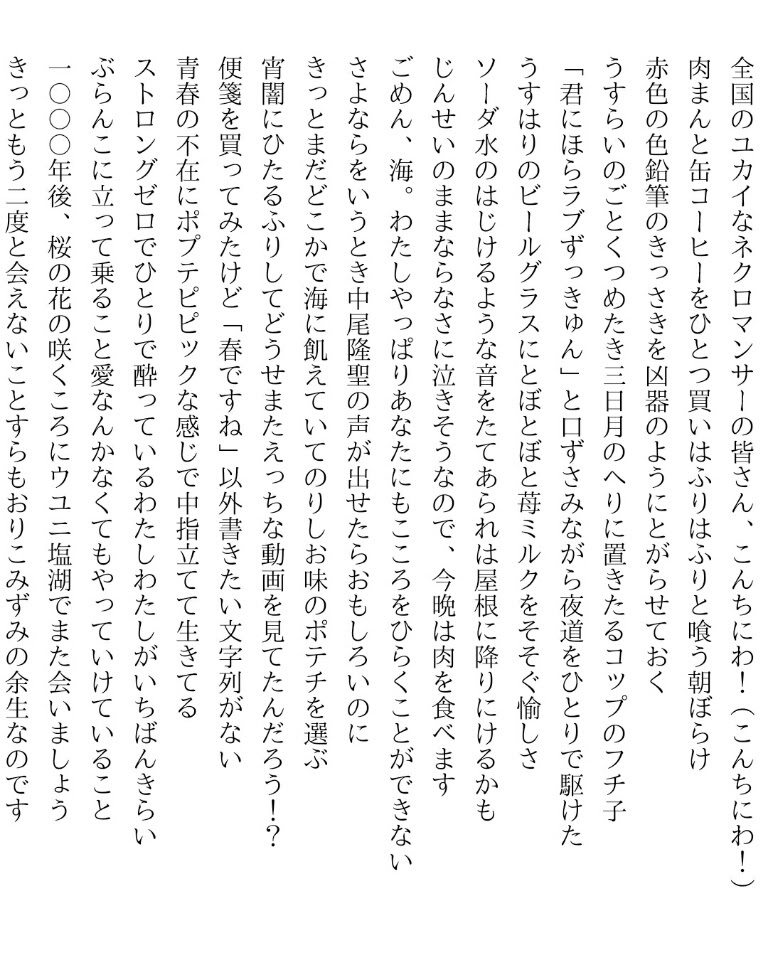 全国のユカイなネクロマンサーの皆さん、こんちにわ！（こんちにわ！）
肉まんと缶コーヒーをひとつ買いはふりはふりと喰う朝ぼらけ
赤色の色鉛筆のきっさきを凶器のようにとがらせておく
うすらいのごとくつめたき三日月のへりに置きたるコップのフチ子
「君にほらラブずっきゅん」と口ずさみながら夜道をひとりで駆けた
うすはりのビールグラスにとぼとぼと苺ミルクをそそぐ愉しさ
ソーダ水のはじけるような音をたてあられは屋根に降りにけるかも
じんせいのままならなさに泣きそうなので、今晩は肉を食べます
ごめん、海。わたしやっぱりあなたにもこころをひらくことができない
さよならをいうとき中尾隆聖の声が出せたらおもしろいのに
きっとまだどこかで海に飢えていてのりしお味のポテチを選ぶ
宵闇にひたるふりしてどうせまたえっちな動画を見てたんだろう！？
便箋を買ってみたけど「春ですね」以外書きたい文字列がない
青春の不在にポプテピピックな感じで中指立てて生きてる
ストロングゼロでひとりで酔っているわたしわたしがいちばんきらい
ぶらんこに立って乗ること愛なんかなくてもやっていけていること
一〇〇〇年後、桜の花の咲くころにウユニ塩湖でまた会いましょう
きっともう二度と会えないことすらもおりこみずみの余生なのです